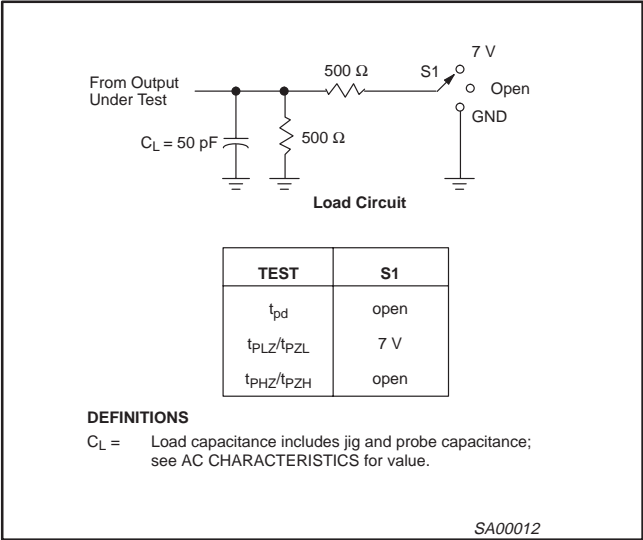 7 V
500 Ω
S1
From Output
Under Test
Open
GND
C_L = 50 pF
500 Ω
Load Circuit
TEST S1
t_pd open
t_PLZ/t_PZL 7 V
t_PHZ/t_PZH open
DEFINITIONS
C_L = Load capacitance includes jig and probe capacitance;
see AC CHARACTERISTICS for value.
SA00012